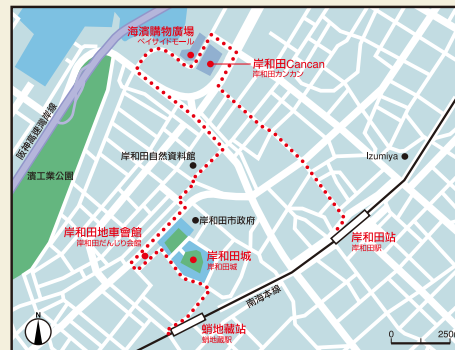 海濱購物廣場
ベイサイドモール
岸和田Cancan
岸和田カンカン
阪神高速灣岸線
濱工業公園
岸和田自然資料館
Izumiya
岸和田市政府
岸和田地車會館
岸和田だんじり会館
岸和田城
岸和田城
岸和田站
岸和田駅
南海本線
蛸地藏站
蛸地蔵駅
N
0
250m